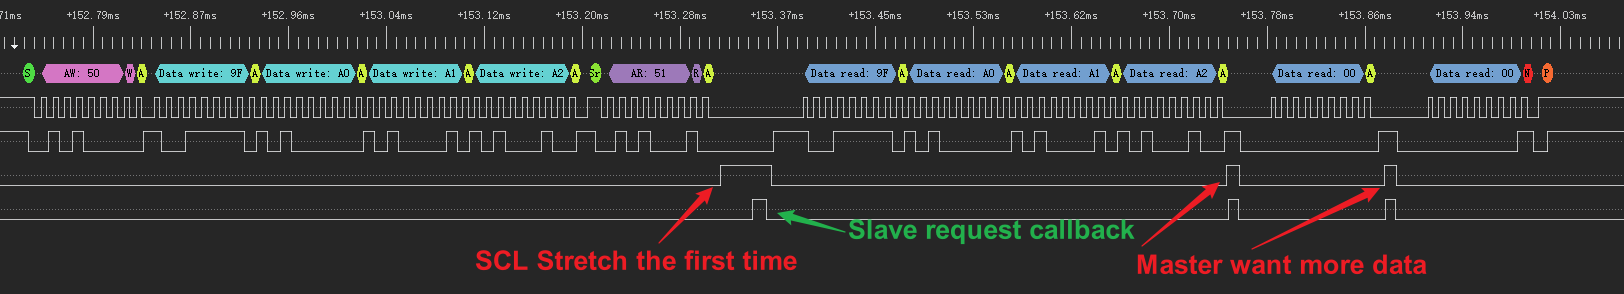 71ms +152.79ms +152.87ms +152.96ms +153.04ms +153.12ms +153.20ms +153.28ms +153.37ms +153.45ms +153.53ms +153.62ms +153.70ms +153.78ms +153.86ms +153.94ms +154.03ms
S AW: 50 W A Data write: 9F A Data write: A0 A Data write: A1 A Data write: A2 A Sr AR: 51 R A Data read: 9F A Data read: A0 A Data read: A1 A Data read: A2 A Data read: 00 A Data read: 00 N P
Slave request callback
SCL Stretch the first time
Master want more data